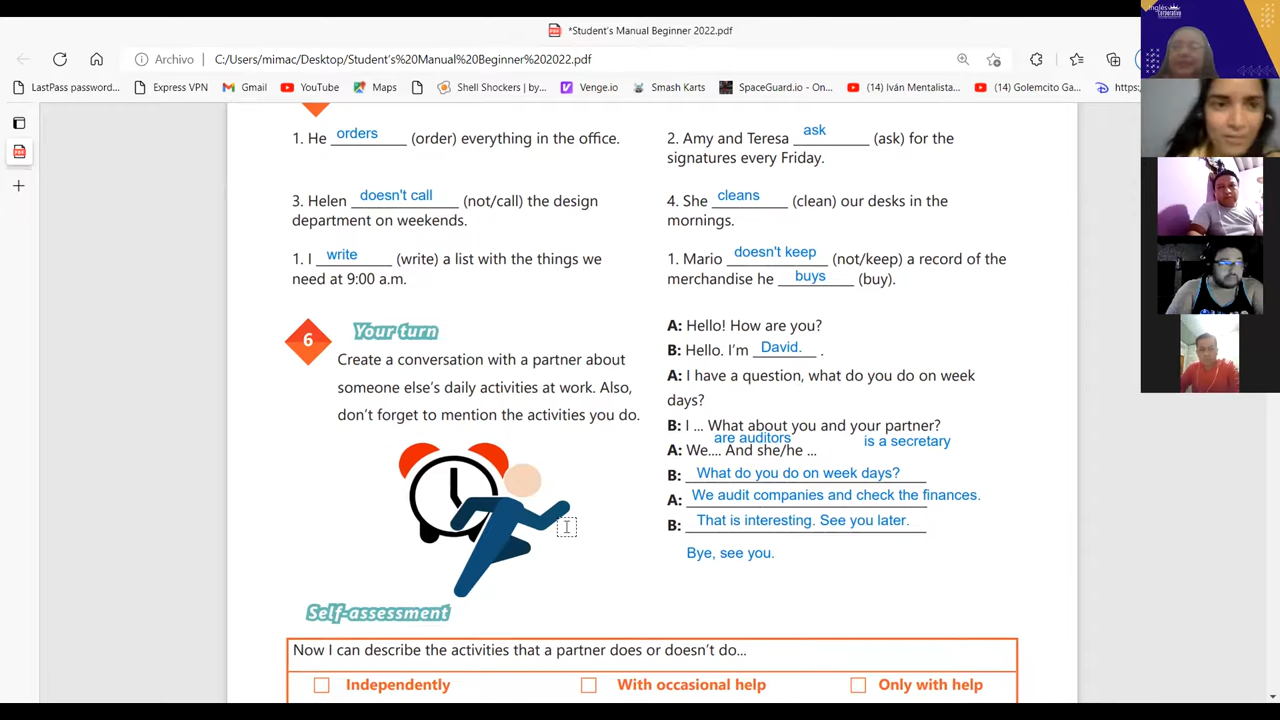 *Student's Manual Beginner 2022.pdf
Archivo C:/Users/mimac/Desktop/Student's%20Manual%20Beginner%202022.pdf
LastPass password... Express VPN Gmail YouTube Maps Shell Shockers | by... Venge.io Smash Karts SpaceGuard.io - On... (14) Iván Mentalista... (14) Golemcito Ga... https:
Inglés
Corporativo
1. He orders (order) everything in the office.
2. Amy and Teresa ask (ask) for the
signatures every Friday.
3. Helen doesn't call (not/call) the design
department on weekends.
4. She cleans (clean) our desks in the
mornings.
1. I write (write) a list with the things we
need at 9:00 a.m.
1. Mario doesn't keep (not/keep) a record of the
merchandise he buys (buy).
6 Your turn
Create a conversation with a partner about
someone else's daily activities at work. Also,
don't forget to mention the activities you do.
A: Hello! How are you?
B: Hello. I'm David. .
A: I have a question, what do you do on week
days?
B: I ... What about you and your partner?
are auditors is a secretary
A: We.... And she/he ...
B: What do you do on week days?
A: We audit companies and check the finances.
B: That is interesting. See you later.
Bye, see you.
Self-assessment
Now I can describe the activities that a partner does or doesn't do...
Independently With occasional help Only with help